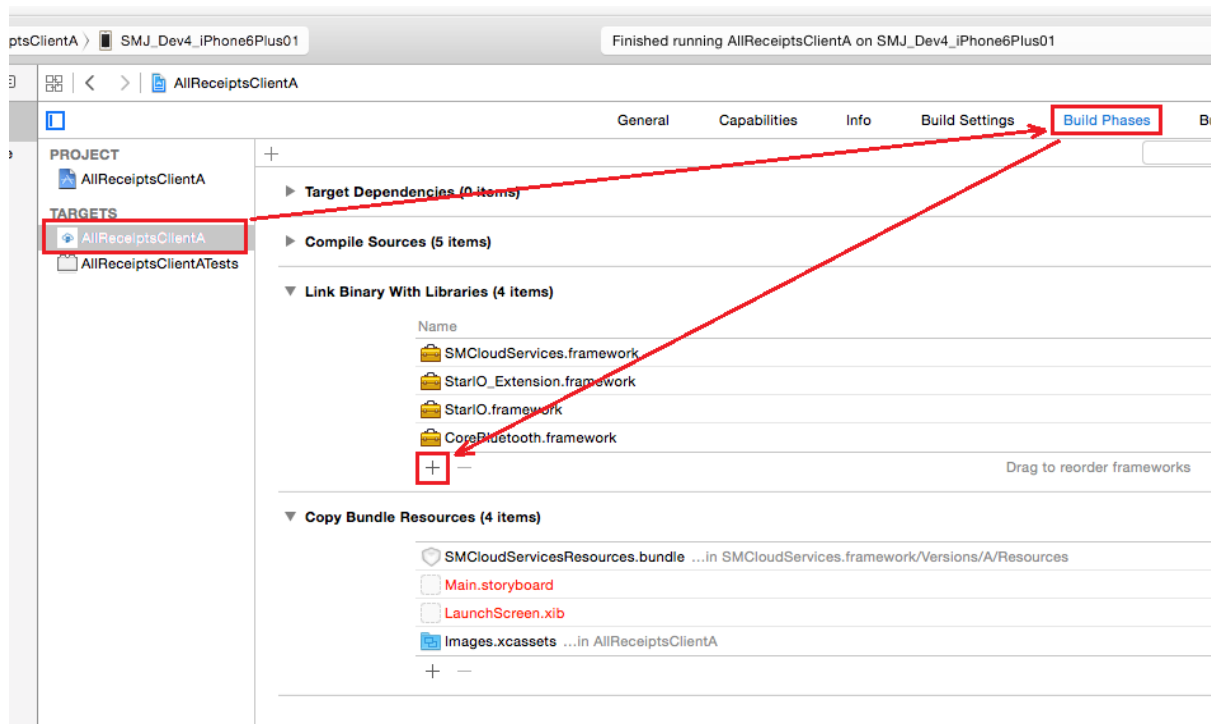 ptsClientA 〉 SMJ_Dev4_iPhone6Plus01
Finished running AllReceiptsClientA on SMJ_Dev4_iPhone6Plus01
AllReceiptsClientA
General Capabilities Info Build Settings Build Phases B
PROJECT
AllReceiptsClientA
TARGETS
AllReceiptsClientA
AllReceiptsClientATests
+
Target Dependencies (0 items)
Compile Sources (5 items)
Link Binary With Libraries (4 items)
Name
SMCloudServices.framework
StarIO_Extension.framework
StarIO.framework
CoreBluetooth.framework
+ − Drag to reorder frameworks
Copy Bundle Resources (4 items)
SMCloudServicesResources.bundle ...in SMCloudServices.framework/Versions/A/Resources
Main.storyboard
LaunchScreen.xib
Images.xcassets ...in AllReceiptsClientA
+ −